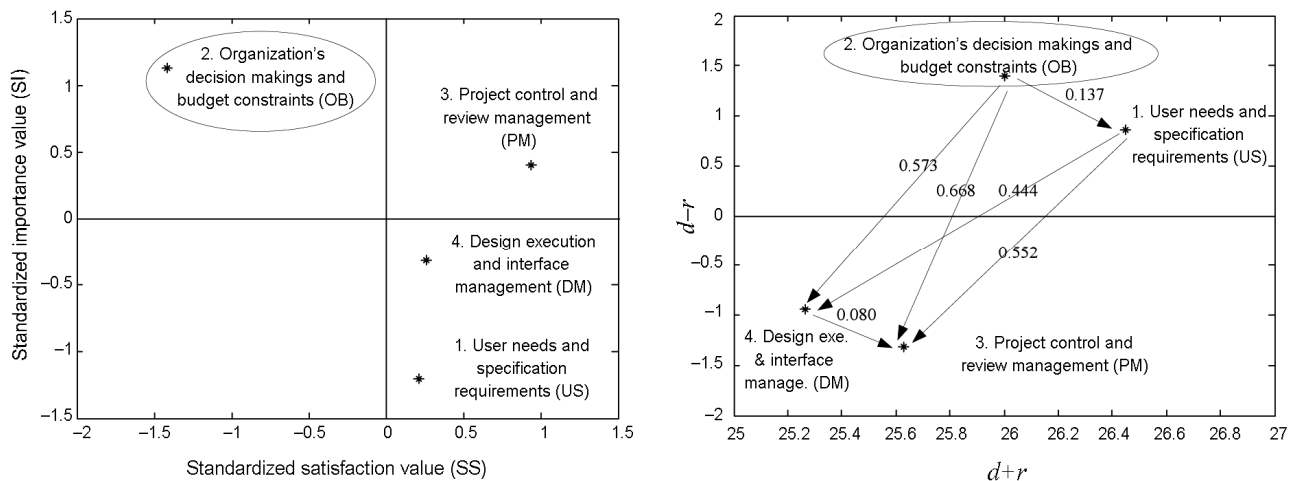 1.5
1
0.5
0
−0.5
−1
−1.5
Standardized importance value (SI)
2. Organization's
decision makings and
budget constraints (OB)
3. Project control and
review management
(PM)
4. Design execution
and interface
management (DM)
1. User needs and
specification
requirements (US)
−2 −1.5 −1 −0.5 0 0.5 1 1.5
Standardized satisfaction value (SS)
2
1.5
1
0.5
0
−0.5
−1
−1.5
−2
d−r
2. Organization's decision makings and
budget constraints (OB)
0.137
1. User needs and
specification
requirements (US)
0.573
0.668
0.444
0.552
0.080
4. Design exe.
& interface
manage. (DM)
3. Project control and
review management (PM)
25 25.2 25.4 25.6 25.8 26 26.2 26.4 26.6 26.8 27
d+r